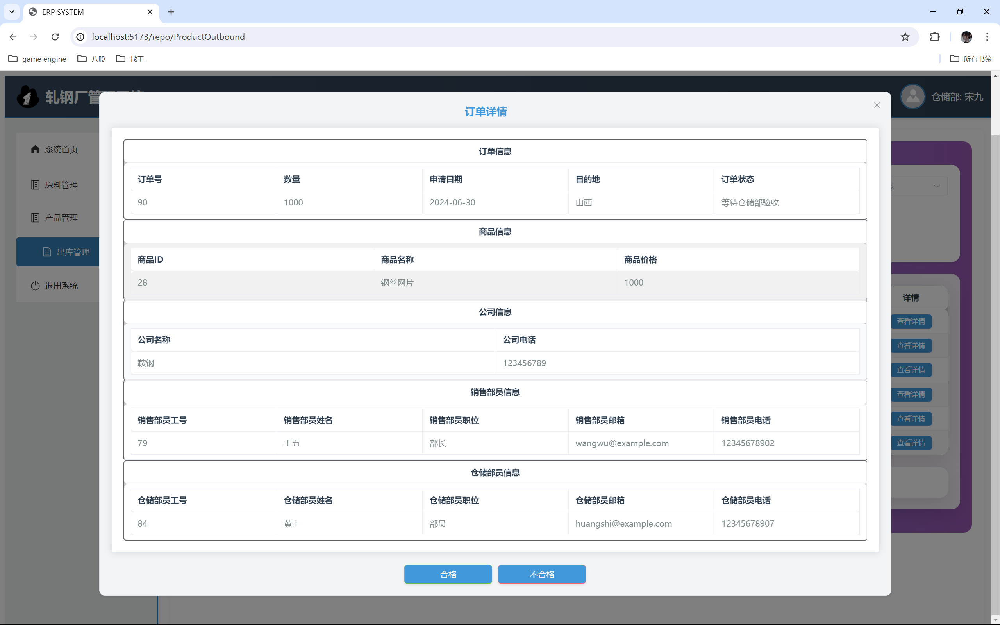 ERP SYSTEM
localhost:5173/repo/ProductOutbound
game engine 八股 找工 所有书签
轧钢厂管
仓储部: 宋九
订单详情
系统首页
原料管理
产品管理
出库管理
退出系统
订单信息
订单号 数量 申请日期 目的地 订单状态
90 1000 2024-06-30 山西 等待仓储部验收
商品信息
商品ID 商品名称 商品价格
28 钢丝网片 1000
公司信息
公司名称 公司电话
鞍钢 123456789
销售部员信息
销售部员工号 销售部员姓名 销售部员职位 销售部员邮箱 销售部员电话
79 王五 部长 wangwu@example.com 12345678902
仓储部员信息
仓储部员工号 仓储部员姓名 仓储部员职位 仓储部员邮箱 仓储部员电话
84 黄十 部员 huangshi@example.com 12345678907
合格 不合格
详情
查看详情
查看详情
查看详情
查看详情
查看详情
查看详情